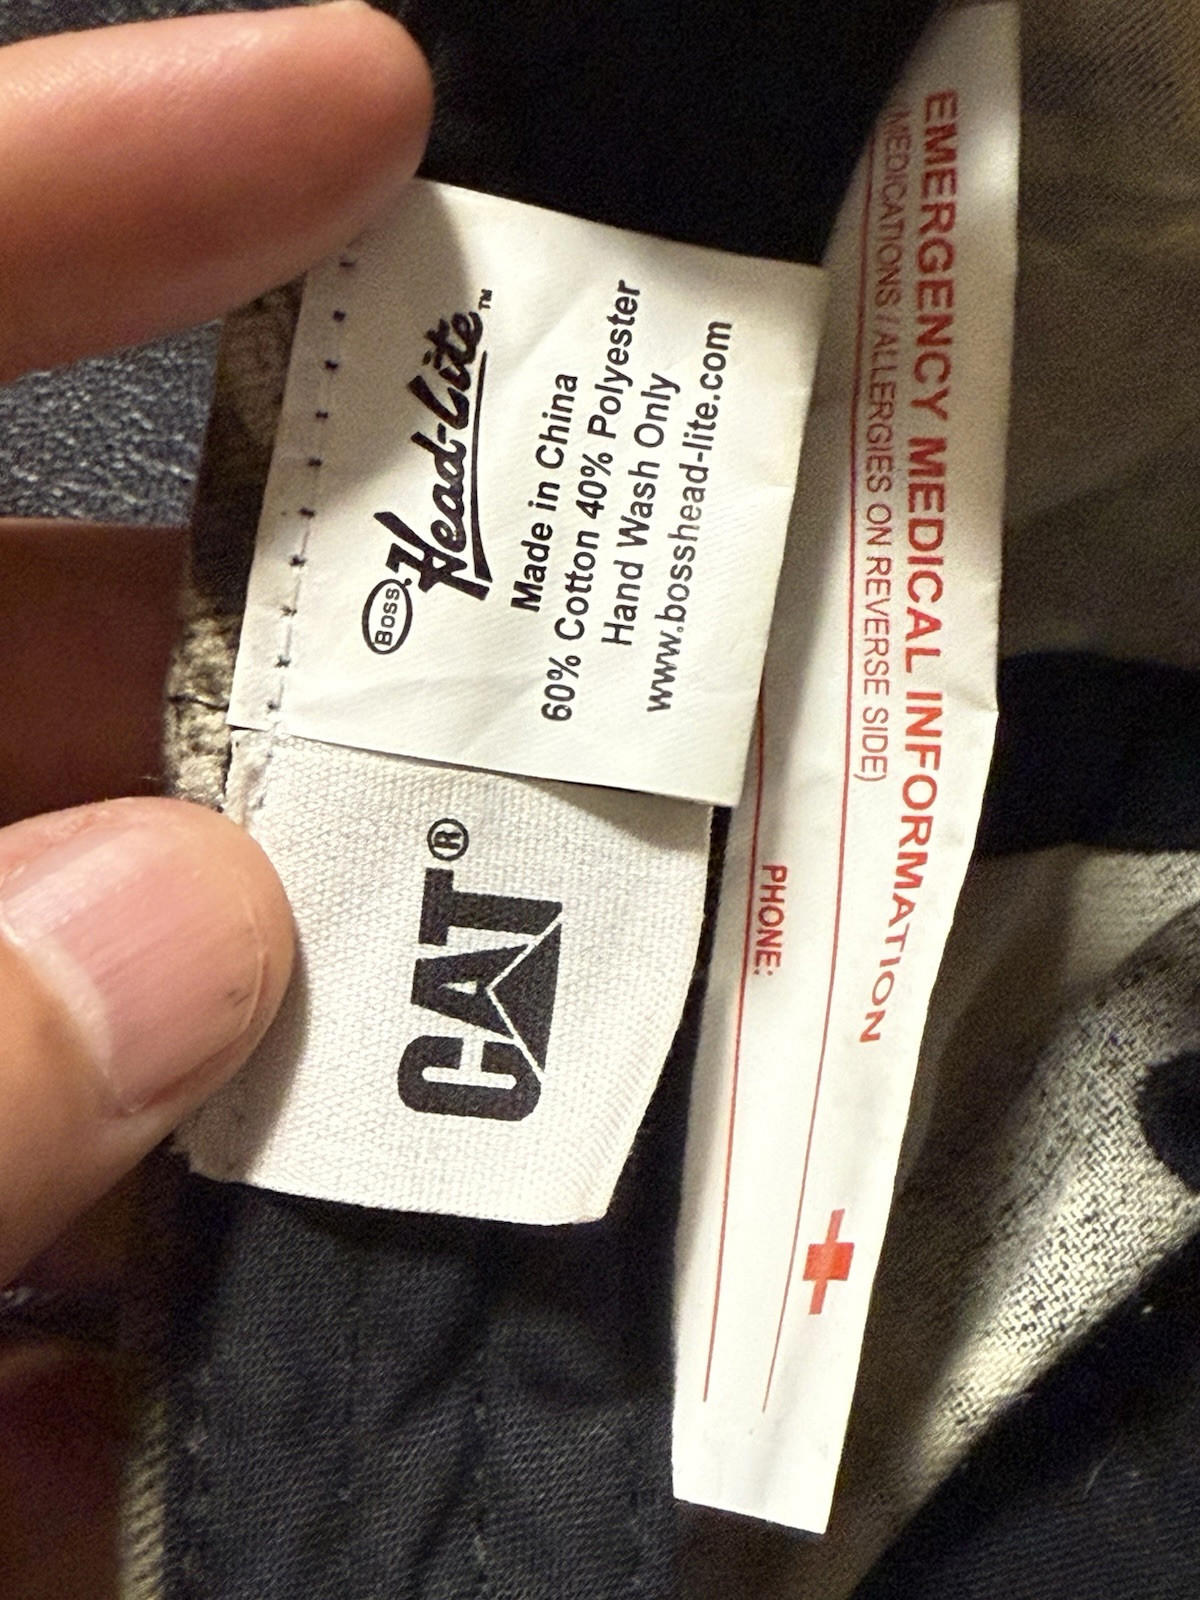 BOSS Head-Lite™
Made in China
60% Cotton 40% Polyester
Hand Wash Only
www.bosshead-lite.com
CAT®
EMERGENCY MEDICAL INFORMATION
(MEDICATIONS / ALLERGIES ON REVERSE SIDE)
PHONE: